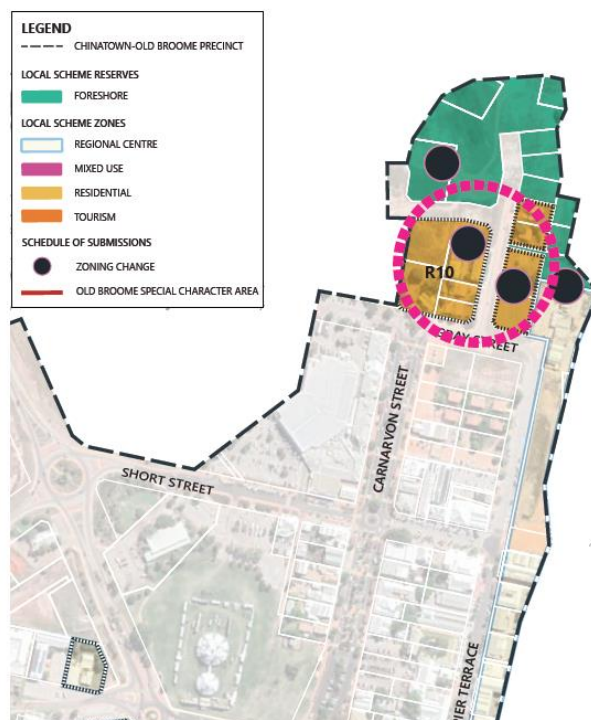 LEGEND
CHINATOWN-OLD BROOME PRECINCT
LOCAL SCHEME RESERVES
FORESHORE
LOCAL SCHEME ZONES
REGIONAL CENTRE
MIXED USE
RESIDENTIAL
TOURISM
SCHEDULE OF SUBMISSIONS
ZONING CHANGE
OLD BROOME SPECIAL CHARACTER AREA
R10
GRAY STREET
CARNARVON STREET
SHORT STREET
TERRACE